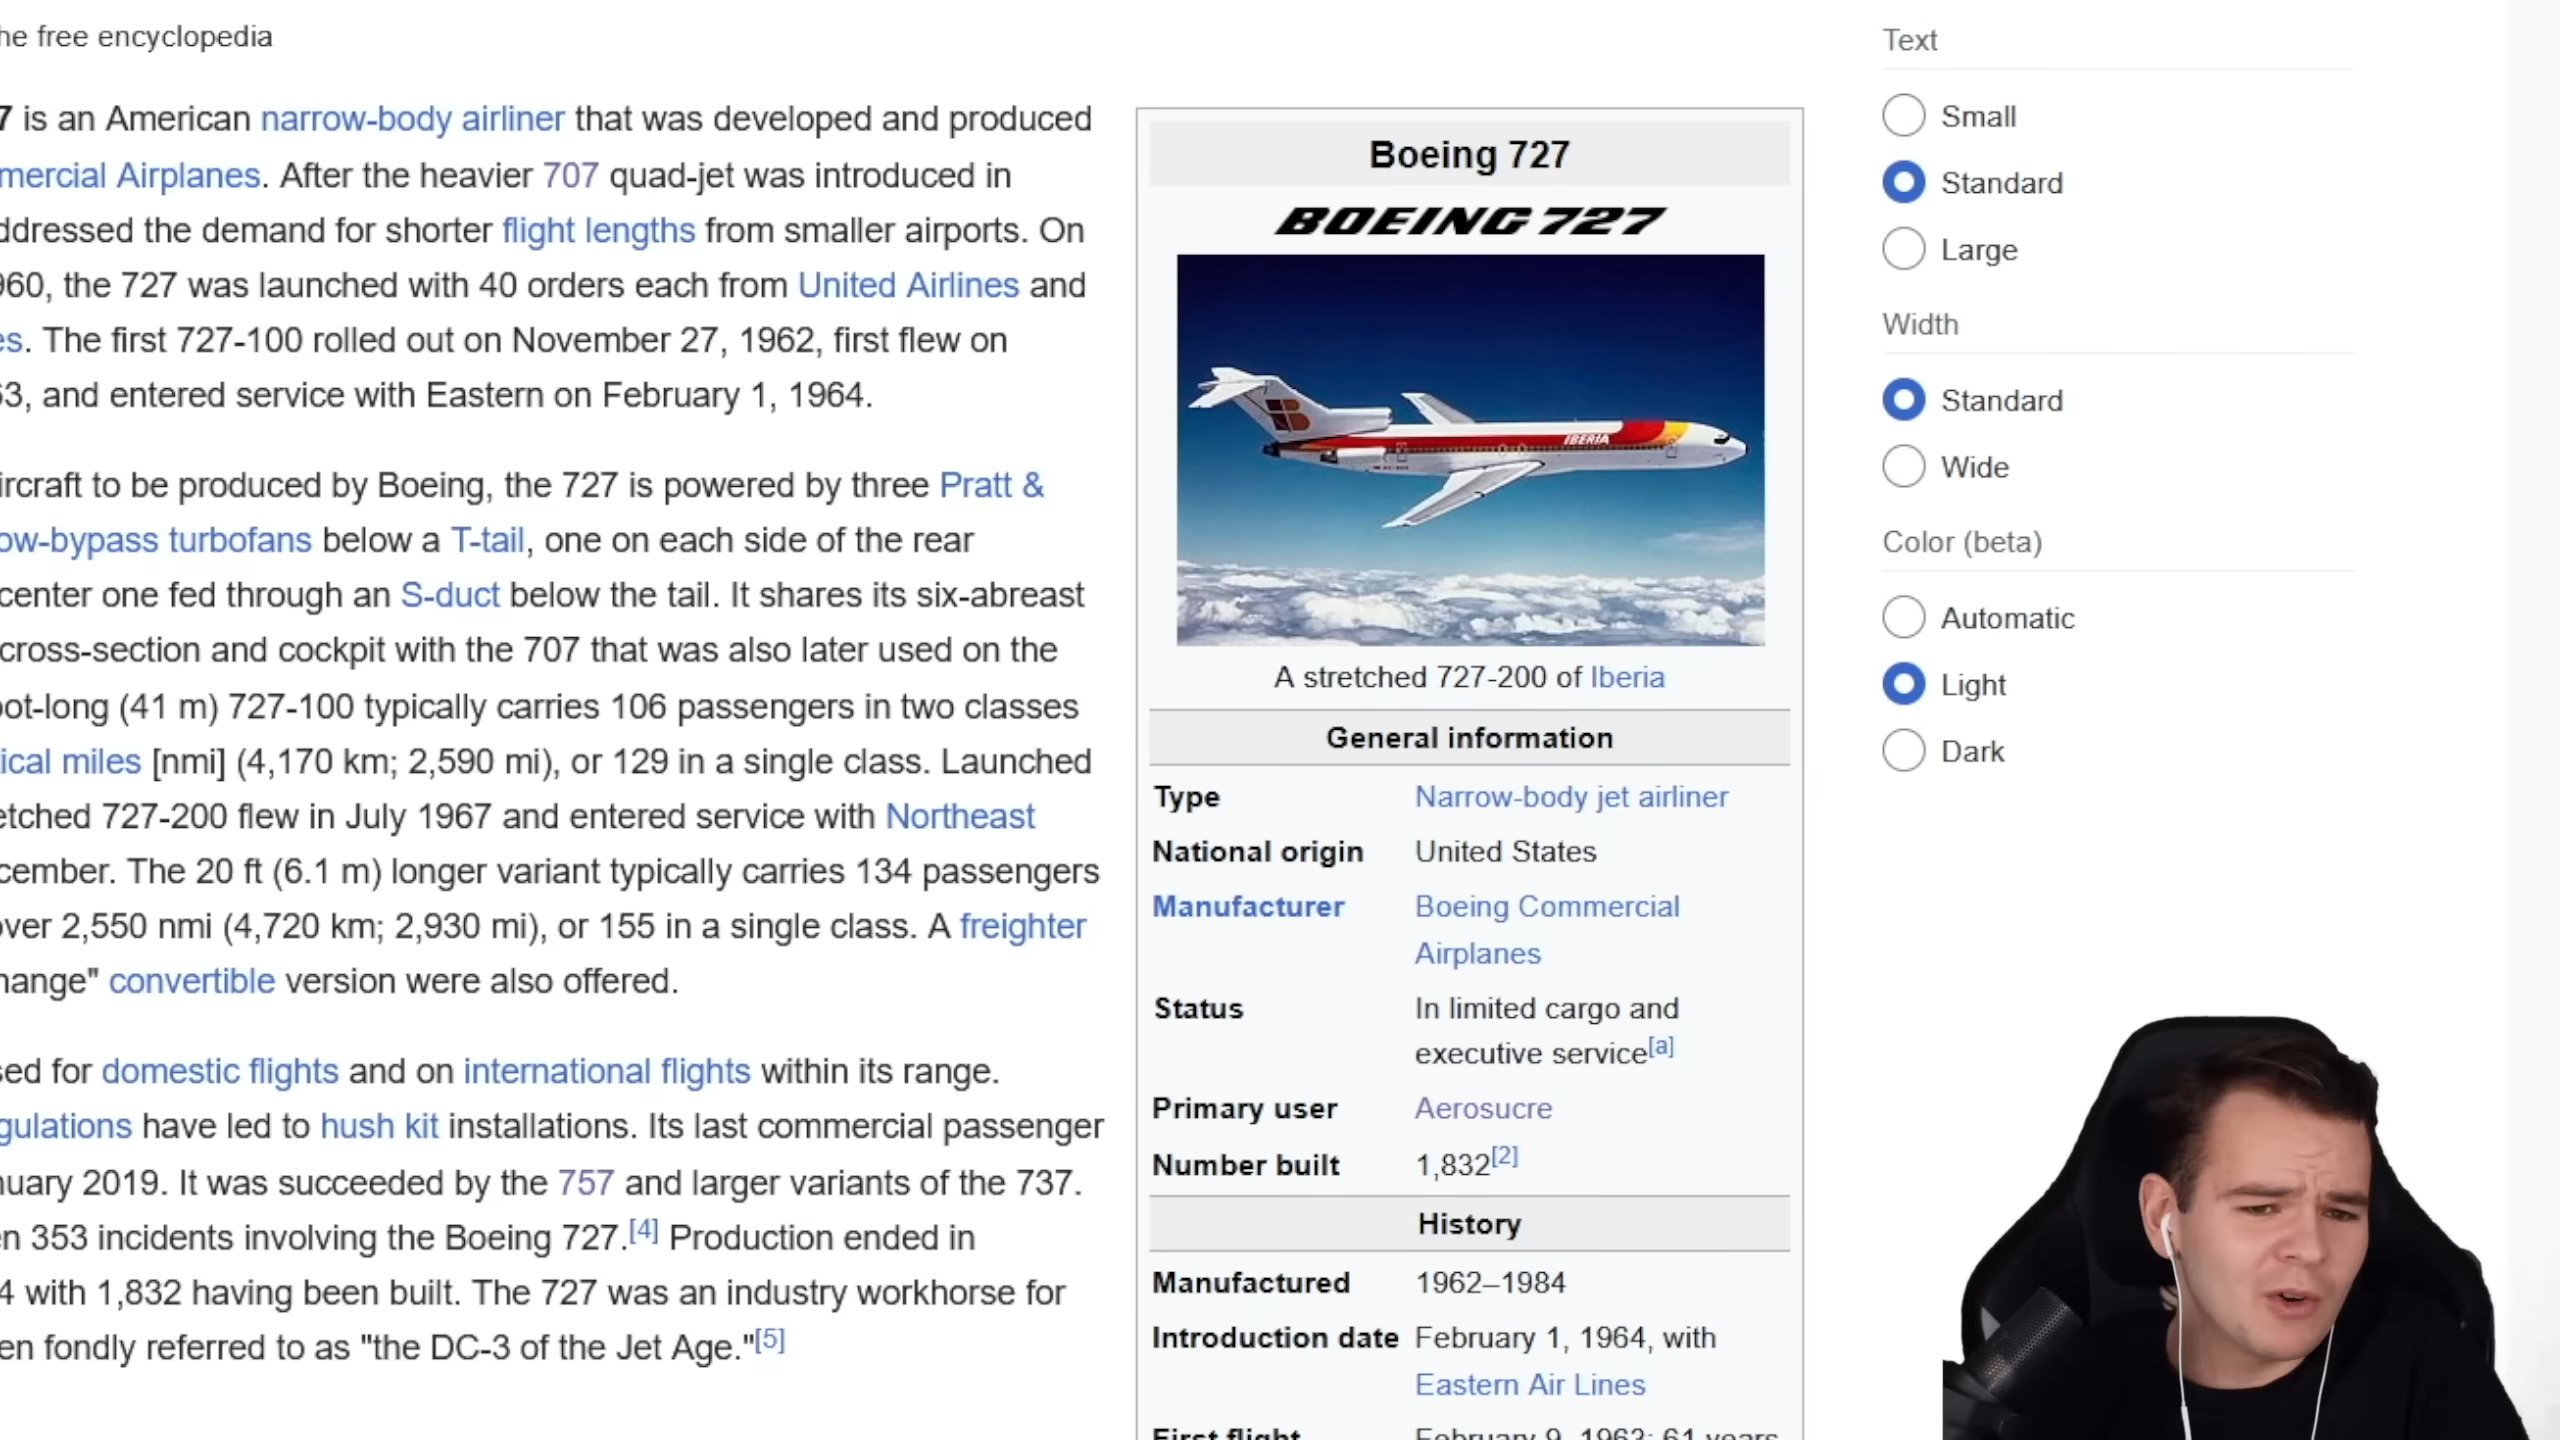 he free encyclopedia
7 is an American narrow-body airliner that was developed and produced
mercial Airplanes. After the heavier 707 quad-jet was introduced in
ddressed the demand for shorter flight lengths from smaller airports. On
960, the 727 was launched with 40 orders each from United Airlines and
es. The first 727-100 rolled out on November 27, 1962, first flew on
63, and entered service with Eastern on February 1, 1964.
ircraft to be produced by Boeing, the 727 is powered by three Pratt &
ow-bypass turbofans below a T-tail, one on each side of the rear
center one fed through an S-duct below the tail. It shares its six-abreast
cross-section and cockpit with the 707 that was also later used on the
oot-long (41 m) 727-100 typically carries 106 passengers in two classes
tical miles [nmi] (4,170 km; 2,590 mi), or 129 in a single class. Launched
etched 727-200 flew in July 1967 and entered service with Northeast
cember. The 20 ft (6.1 m) longer variant typically carries 134 passengers
over 2,550 nmi (4,720 km; 2,930 mi), or 155 in a single class. A freighter
hange" convertible version were also offered.
sed for domestic flights and on international flights within its range.
gulations have led to hush kit installations. Its last commercial passenger
nuary 2019. It was succeeded by the 757 and larger variants of the 737.
en 353 incidents involving the Boeing 727.[4] Production ended in
4 with 1,832 having been built. The 727 was an industry workhorse for
en fondly referred to as "the DC-3 of the Jet Age."[5]
Boeing 727
BOEING 727
IBERIA
A stretched 727-200 of Iberia
General information
Type Narrow-body jet airliner
National origin United States
Manufacturer Boeing Commercial
Airplanes
Status In limited cargo and
executive service[a]
Primary user Aerosucre
Number built 1,832[2]
History
Manufactured 1962–1984
Introduction date February 1, 1964, with
Eastern Air Lines
First flight February 9, 1963; 61 years
Text
Small
Standard
Large
Width
Standard
Wide
Color (beta)
Automatic
Light
Dark